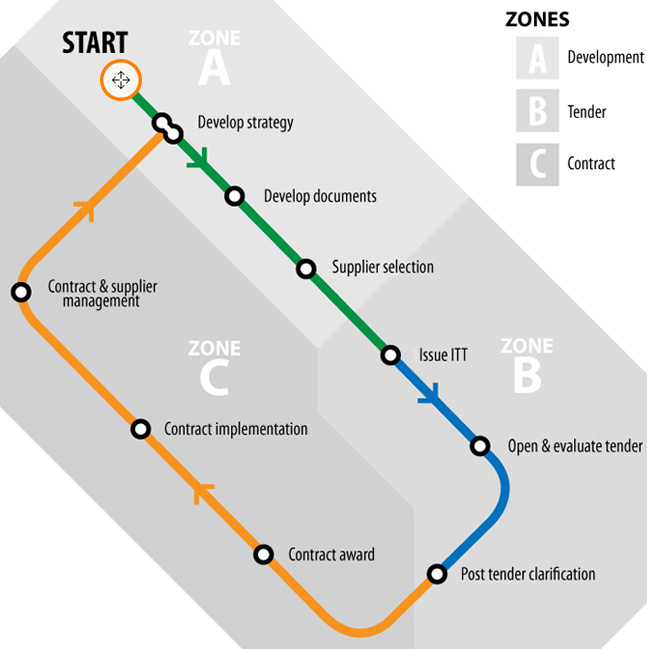 START
ZONE
A
Develop strategy
Develop documents
Supplier selection
Issue ITT
ZONE
B
Open & evaluate tender
Post tender clarification
Contract award
ZONE
C
Contract implementation
Contract & supplier
management
ZONES
A Development
B Tender
C Contract